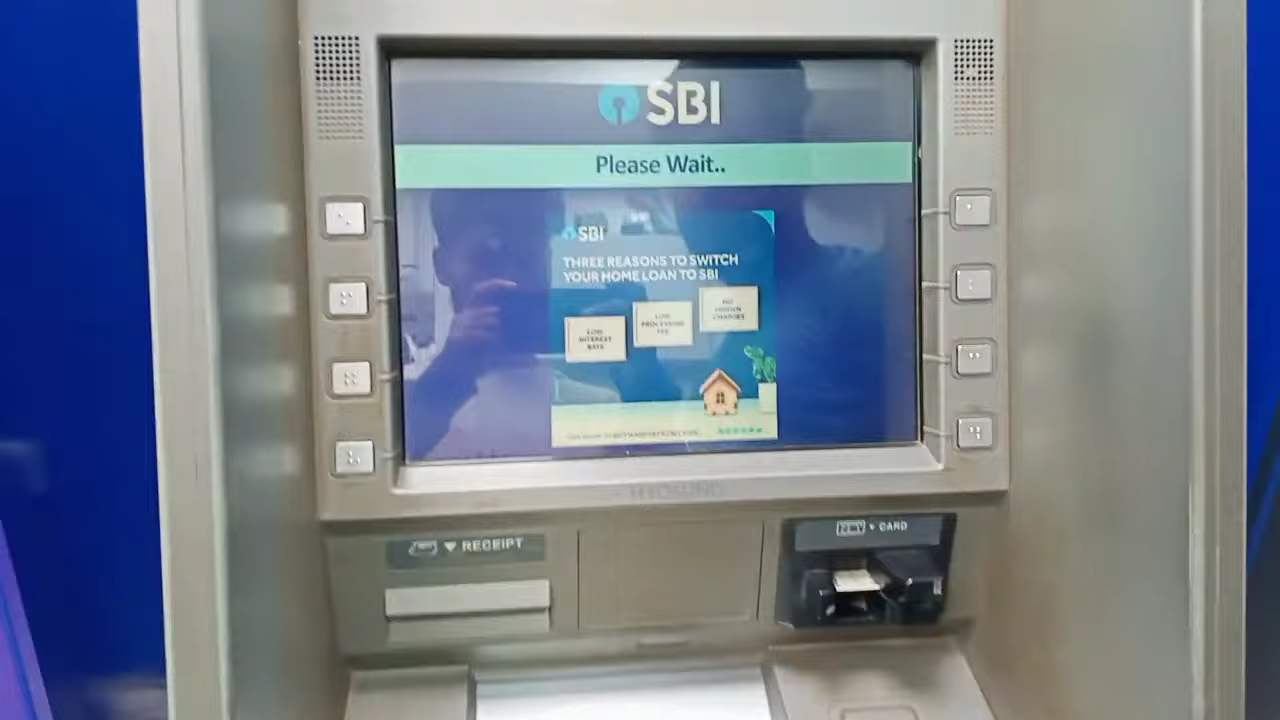 SBI
Please Wait..
SBI
THREE REASONS TO SWITCH
YOUR HOME LOAN TO SBI
LOW
INTEREST
RATE
LOW
PROCESSING
FEE
NO
HIDDEN
CHARGES
RECEIPT
CARD